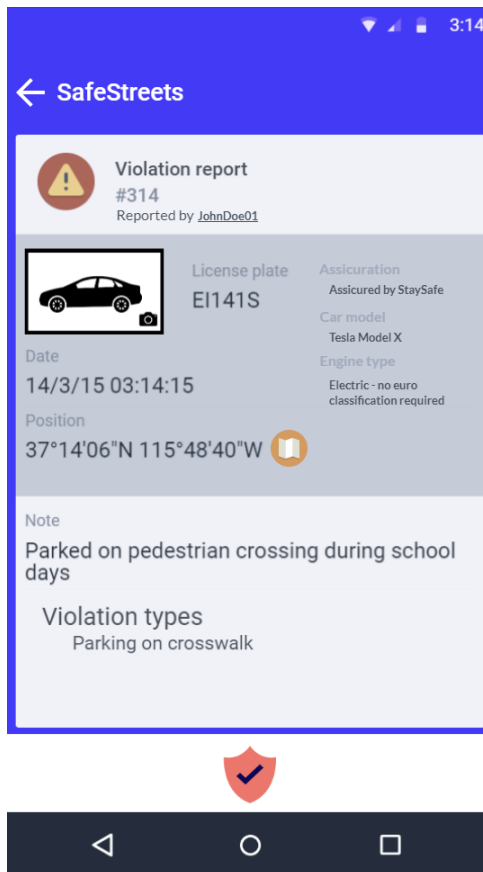 3:14
SafeStreets
Violation report
#314
Reported by JohnDoe01
License plate
EI141S
Assicuration
Assicured by StaySafe
Car model
Tesla Model X
Engine type
Electric - no euro
classification required
Date
14/3/15 03:14:15
Position
37°14'06"N 115°48'40"W
Note
Parked on pedestrian crossing during school
days
Violation types
Parking on crosswalk